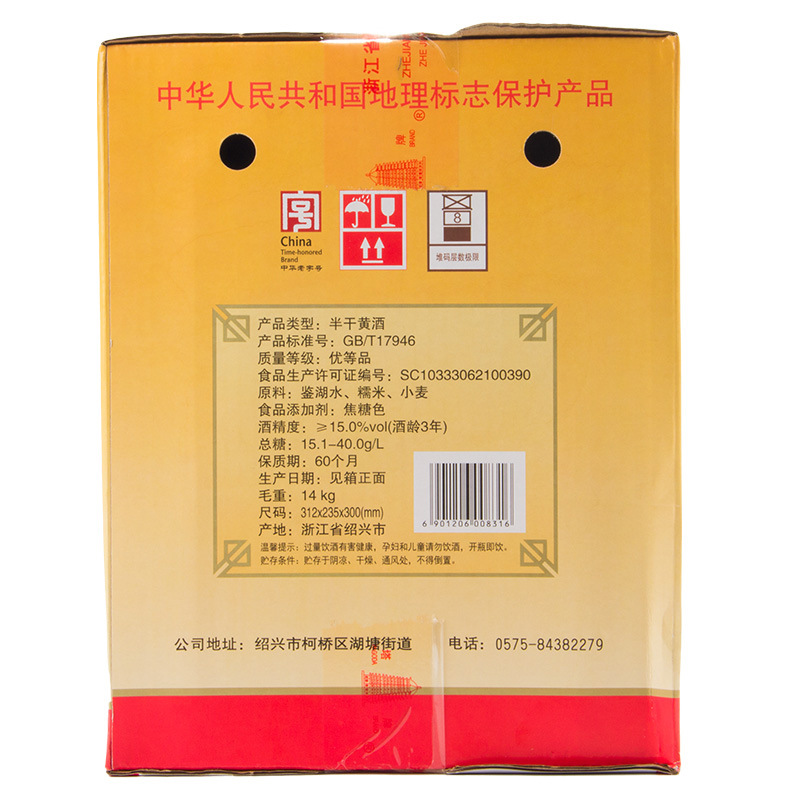 浙江省
ZHEJIAN
ZHEJ
中华人民共和国地理标志保护产品
®
牌
BRAND
China
Time-honored
Brand
中华老字号
8
堆码层数极限
产品类型：半干黄酒
产品标准号：GB/T17946
质量等级：优等品
食品生产许可证编号：SC10333062100390
原料：鉴湖水、糯米、小麦
食品添加剂：焦糖色
酒精度：≥15.0%vol(酒龄3年)
总糖：15.1-40.0g/L
保质期：60个月
生产日期：见箱正面
毛重：14 kg
尺码：312x235x300(mm)
产地：浙江省绍兴市
6 901206 008316
温馨提示：过量饮酒有害健康，孕妇和儿童请勿饮酒，开瓶即饮。
贮存条件：贮存于阴凉、干燥、通风处，不得倒置。
公司地址：绍兴市柯桥区湖塘街道 电话：0575-84382279
塔